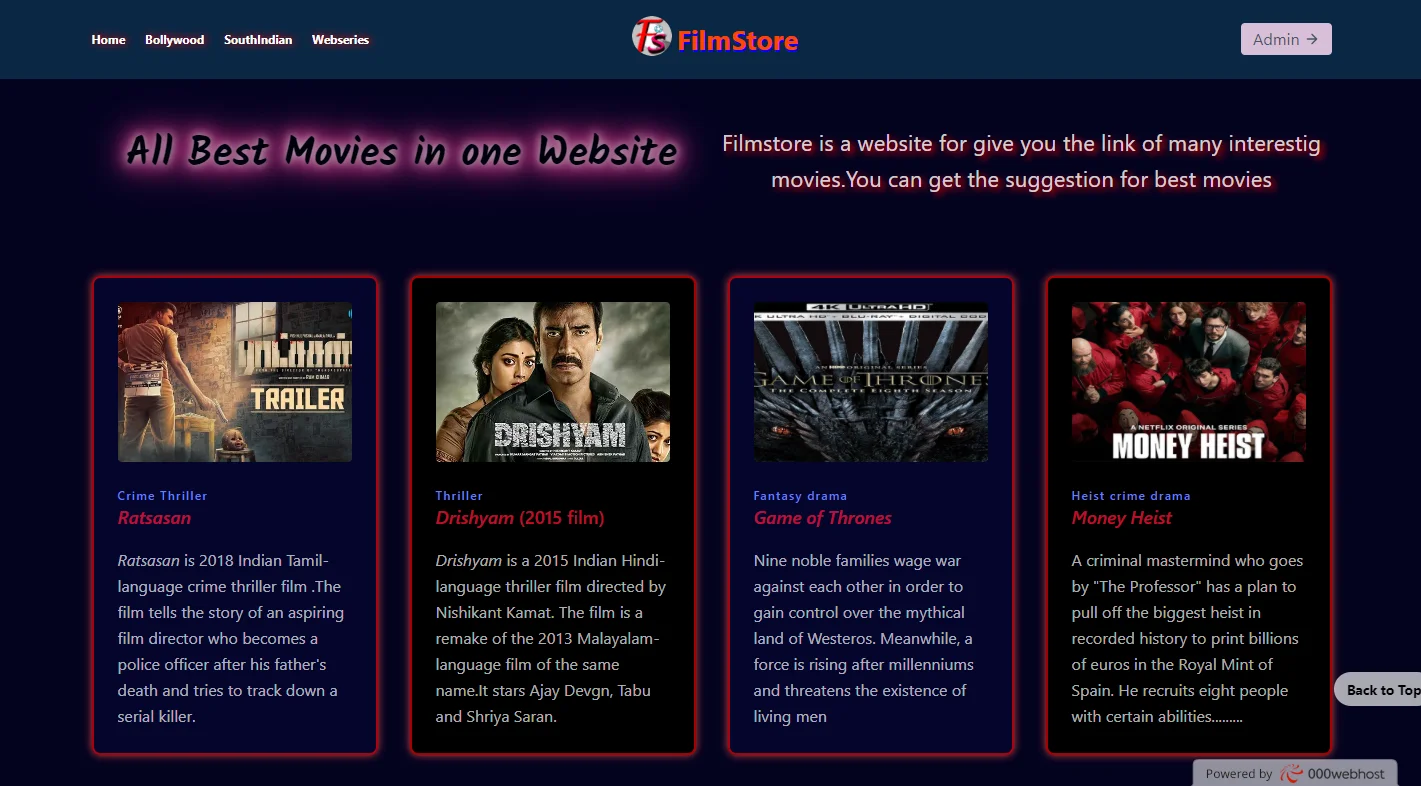 Home Bollywood SouthIndian Webseries
Fs FilmStore
Admin →
All Best Movies in one Website
Filmstore is a website for give you the link of many interestig
movies.You can get the suggestion for best movies
TRAILER
DRISHYAM
4K ULTRAHD
K ULTRA HD • BLU-RAY • DIGITAL COD
AN HBO ORIGINAL SERIES
GAME OF THRONES
THE COMPLETE EIGHTH SEASON
A NETFLIX ORIGINAL SERIES
MONEY HEIST
Crime Thriller
Ratsasan
Ratsasan is 2018 Indian Tamil-
language crime thriller film .The
film tells the story of an aspiring
film director who becomes a
police officer after his father's
death and tries to track down a
serial killer.
Thriller
Drishyam (2015 film)
Drishyam is a 2015 Indian Hindi-
language thriller film directed by
Nishikant Kamat. The film is a
remake of the 2013 Malayalam-
language film of the same
name.It stars Ajay Devgn, Tabu
and Shriya Saran.
Fantasy drama
Game of Thrones
Nine noble families wage war
against each other in order to
gain control over the mythical
land of Westeros. Meanwhile, a
force is rising after millenniums
and threatens the existence of
living men
Heist crime drama
Money Heist
A criminal mastermind who goes
by "The Professor" has a plan to
pull off the biggest heist in
recorded history to print billions
of euros in the Royal Mint of
Spain. He recruits eight people
with certain abilities.........
Back to Top
Powered by 000webhost